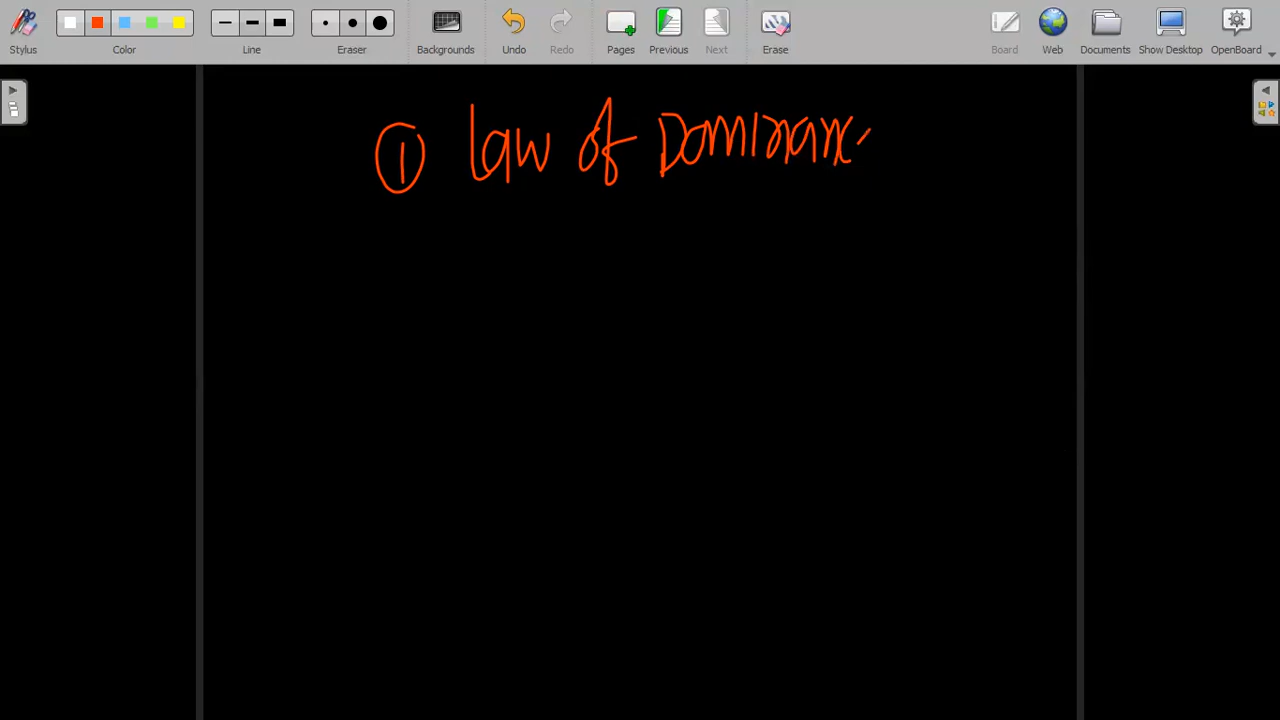 Stylus
Color
Line
Eraser
Backgrounds
Undo
Redo
Pages
Previous
Next
Erase
Board
Web
Documents
Show Desktop
OpenBoard
① Law of Dominanc